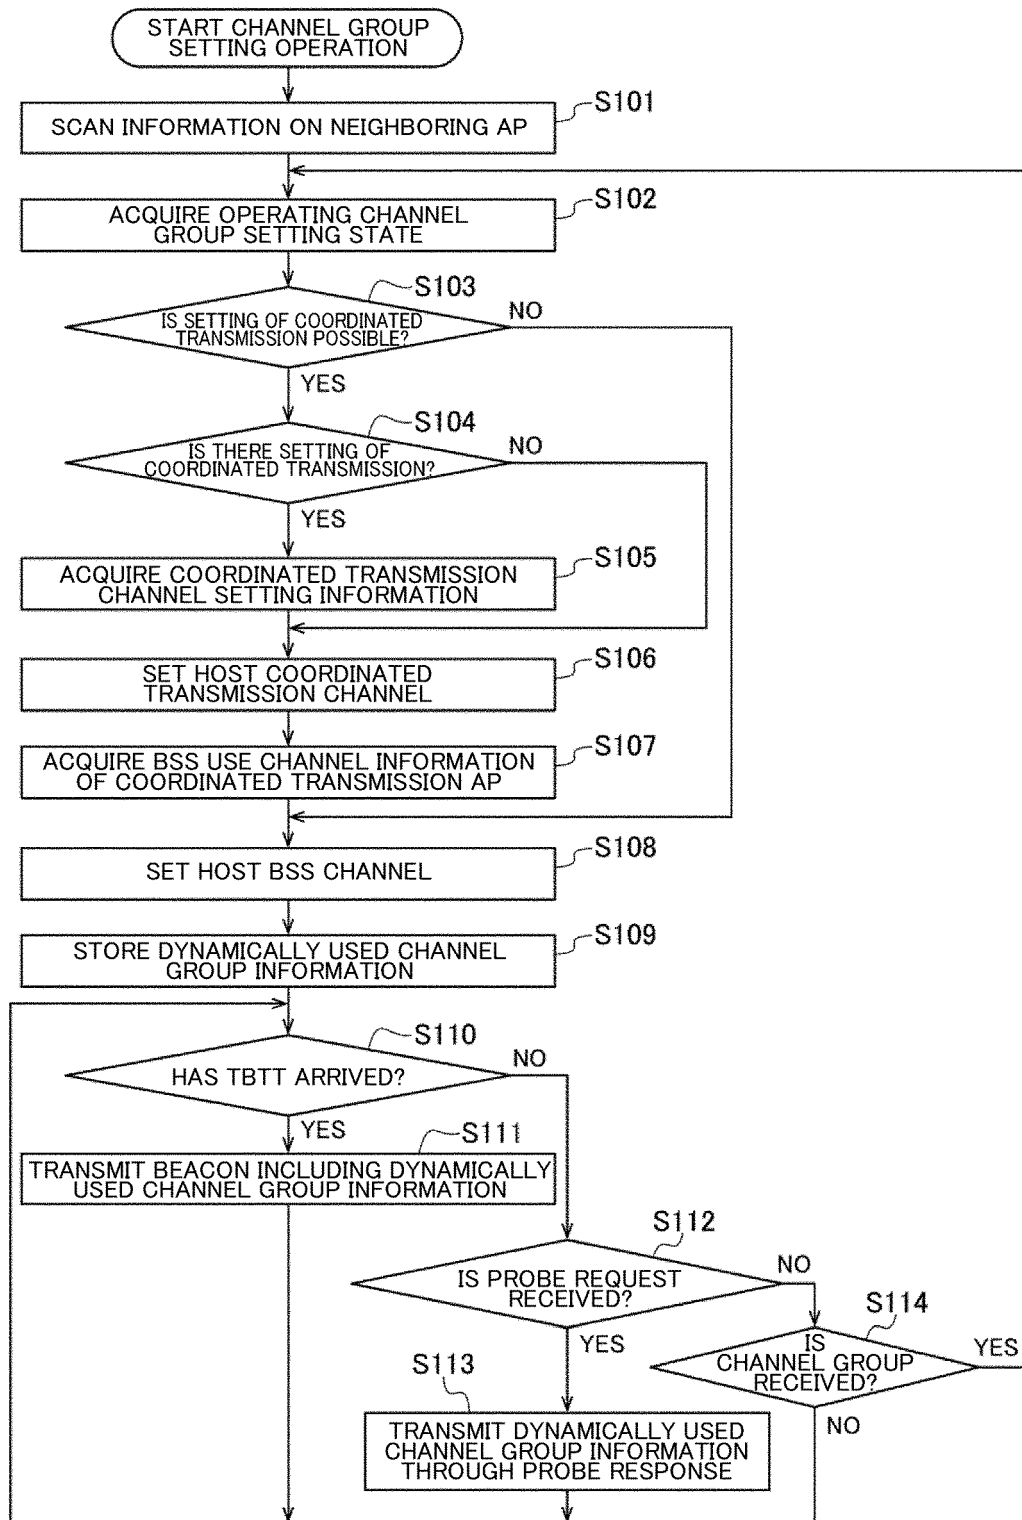 START CHANNEL GROUP
SETTING OPERATION
S101
SCAN INFORMATION ON NEIGHBORING AP
S102
ACQUIRE OPERATING CHANNEL
GROUP SETTING STATE
S103
NO
IS SETTING OF COORDINATED
TRANSMISSION POSSIBLE?
YES
S104
NO
IS THERE SETTING OF
COORDINATED TRANSMISSION?
YES
S105
ACQUIRE COORDINATED TRANSMISSION
CHANNEL SETTING INFORMATION
S106
SET HOST COORDINATED
TRANSMISSION CHANNEL
S107
ACQUIRE BSS USE CHANNEL INFORMATION
OF COORDINATED TRANSMISSION AP
S108
SET HOST BSS CHANNEL
S109
STORE DYNAMICALLY USED CHANNEL
GROUP INFORMATION
S110
NO
HAS TBTT ARRIVED?
YES
S111
TRANSMIT BEACON INCLUDING DYNAMICALLY
USED CHANNEL GROUP INFORMATION
S112
NO
IS PROBE REQUEST
RECEIVED?
YES
S114
YES
IS
CHANNEL GROUP
RECEIVED?
NO
S113
TRANSMIT DYNAMICALLY USED
CHANNEL GROUP INFORMATION
THROUGH PROBE RESPONSE